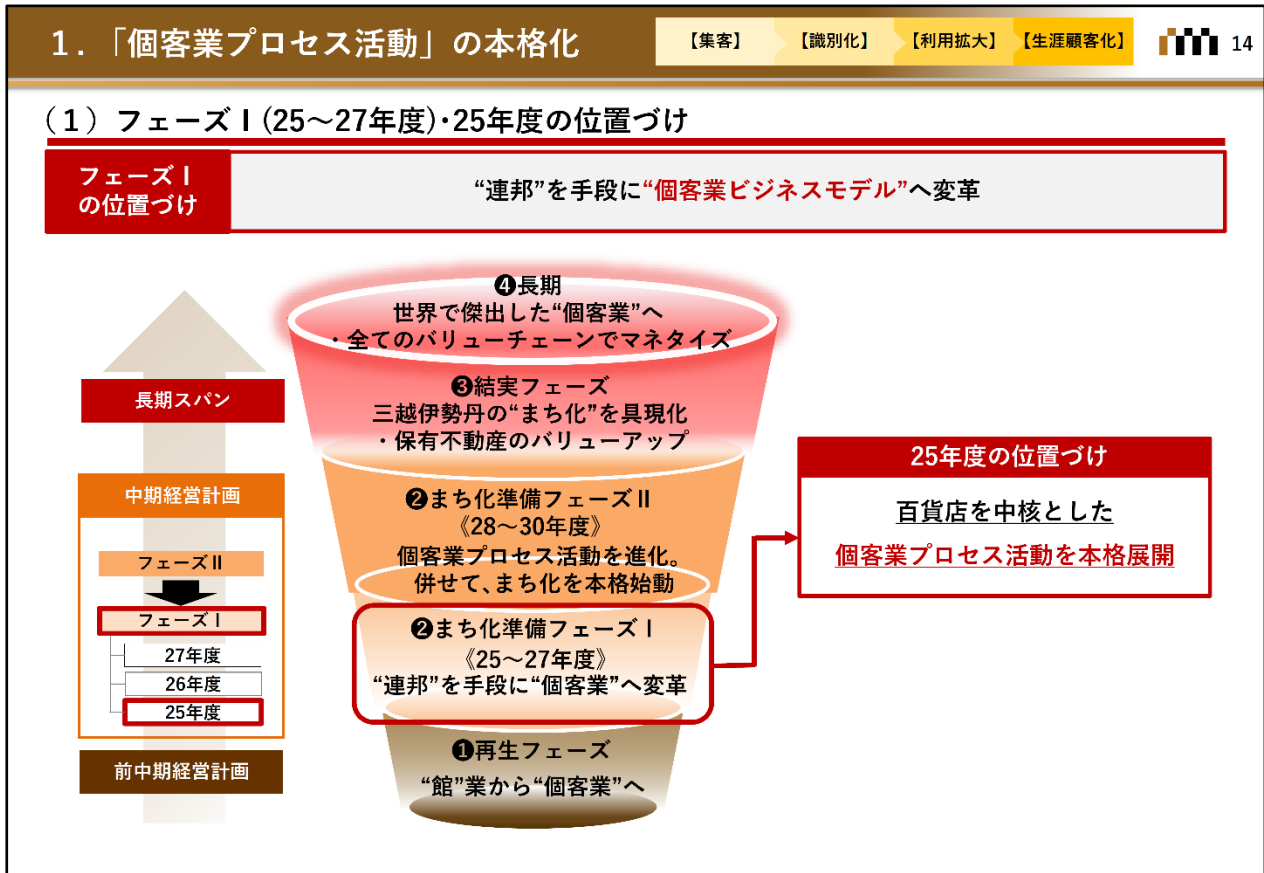 1．「個客業プロセス活動」の本格化
【集客】
【識別化】
【利用拡大】
【生涯顧客化】
14
（１）フェーズⅠ(25～27年度)･25年度の位置づけ
フェーズⅠ
の位置づけ
“連邦”を手段に“個客業ビジネスモデル”へ変革
長期スパン
中期経営計画
フェーズⅡ
フェーズⅠ
27年度
26年度
25年度
前中期経営計画
❹長期
世界で傑出した“個客業”へ
・全てのバリューチェーンでマネタイズ
❸結実フェーズ
三越伊勢丹の“まち化”を具現化
・保有不動産のバリューアップ
❷まち化準備フェーズⅡ
《28～30年度》
個客業プロセス活動を進化。
併せて、まち化を本格始動
❷まち化準備フェーズⅠ
《25～27年度》
“連邦”を手段に“個客業”へ変革
❶再生フェーズ
“館”業から“個客業”へ
25年度の位置づけ
百貨店を中核とした
個客業プロセス活動を本格展開